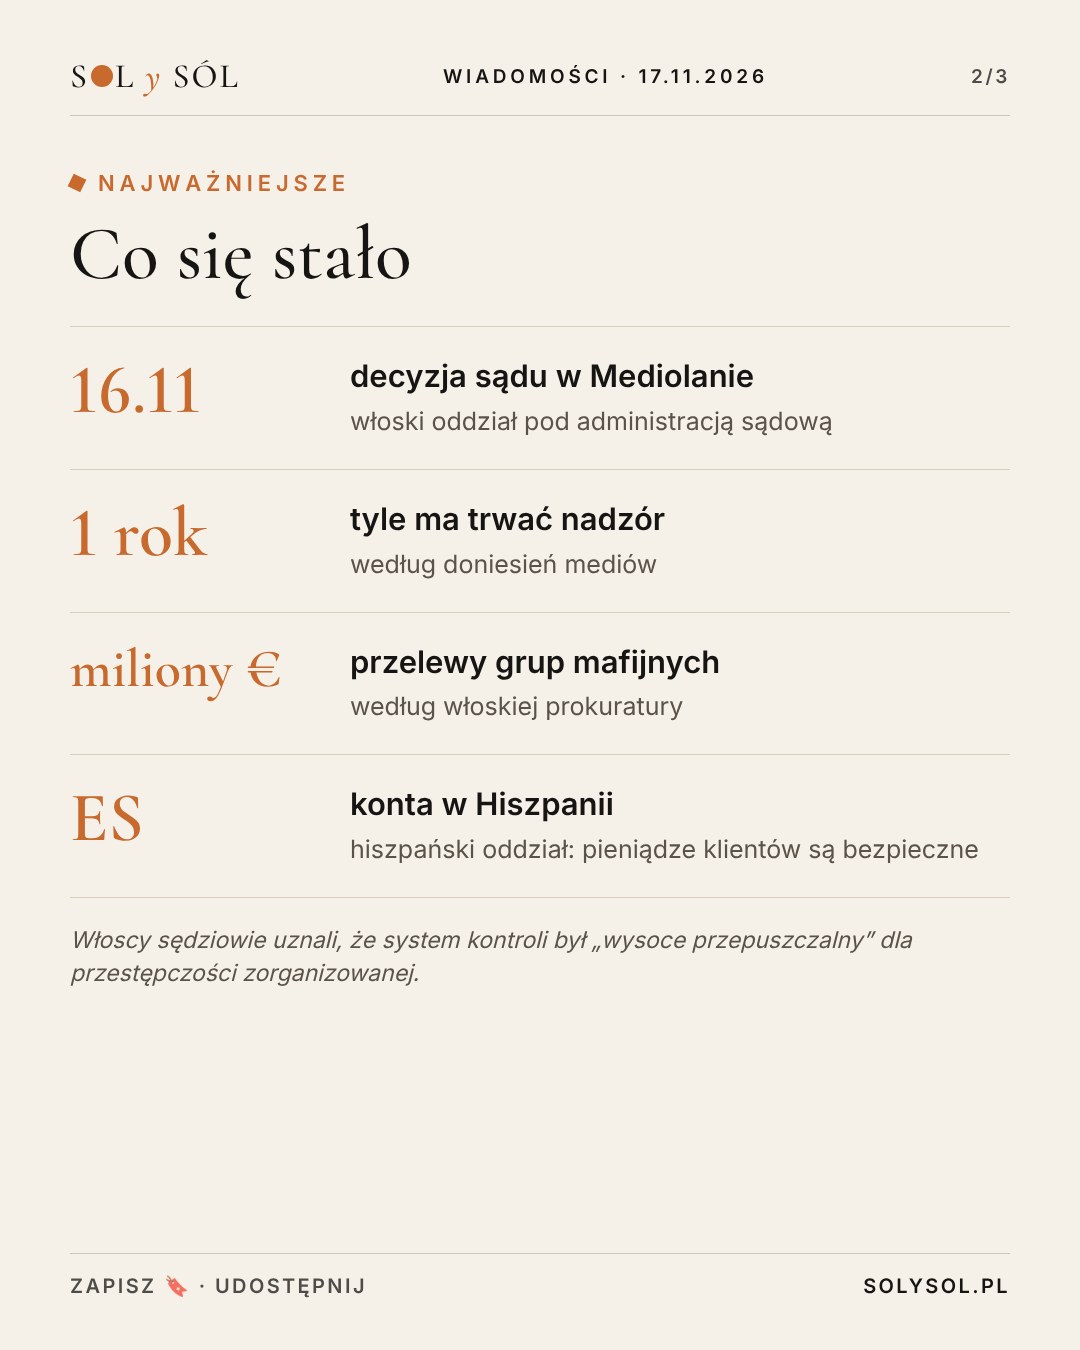 SOL y SÓL
WIADOMOŚCI · 17.11.2026
2/3
NAJWAŻNIEJSZE
Co się stało
16.11
decyzja sądu w Mediolanie
włoski oddział pod administracją sądową
1 rok
tyle ma trwać nadzór
według doniesień mediów
miliony €
przelewy grup mafijnych
według włoskiej prokuratury
ES
konta w Hiszpanii
hiszpański oddział: pieniądze klientów są bezpieczne
Włoscy sędziowie uznali, że system kontroli był „wysoce przepuszczalny” dla
przestępczości zorganizowanej.
ZAPISZ 🔖 · UDOSTĘPNIJ
SOLYSOL.PL